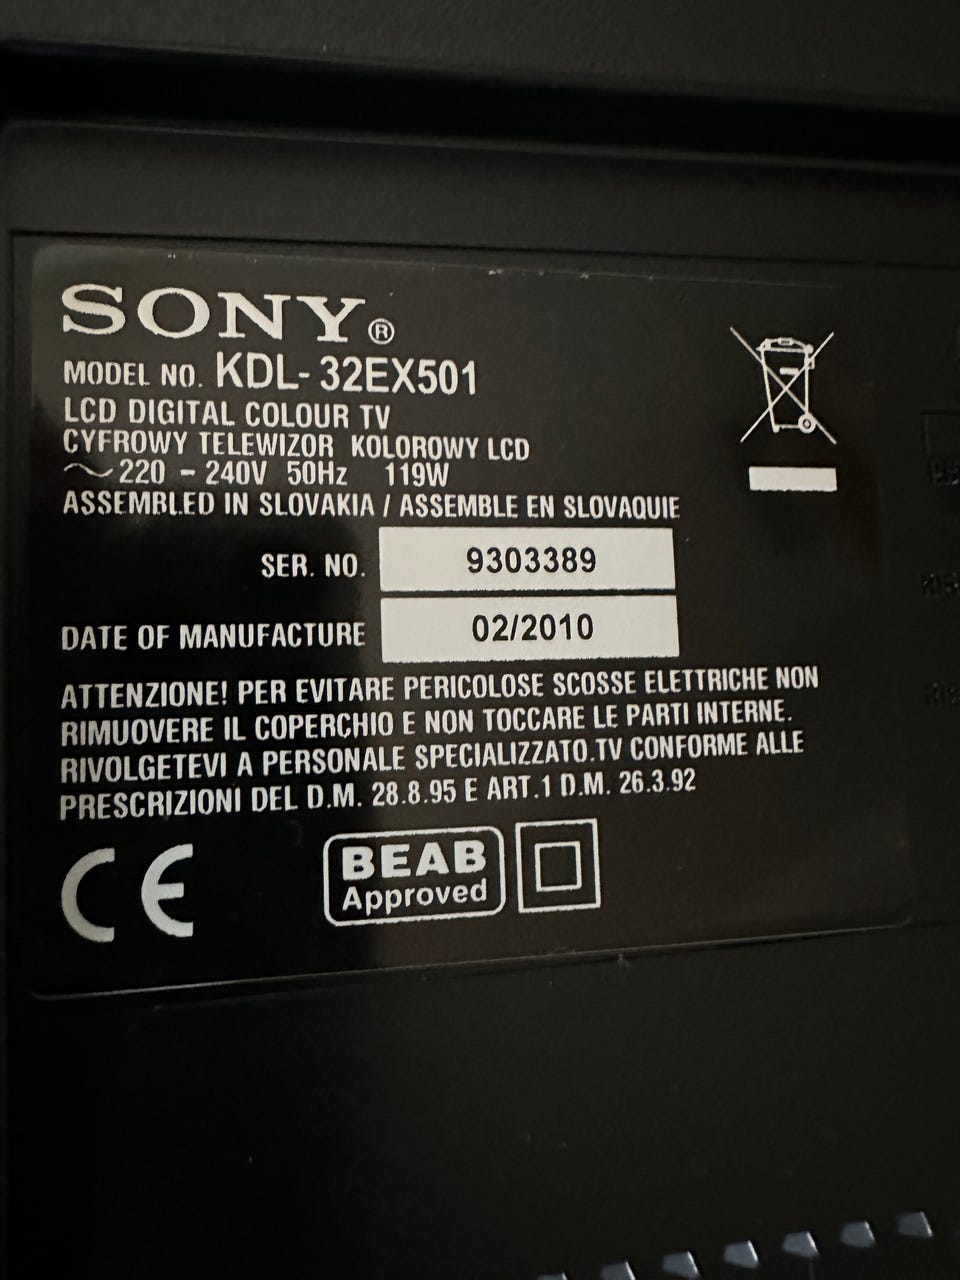 SONY®
MODEL NO. KDL-32EX501
LCD DIGITAL COLOUR TV
CYFROWY TELEWIZOR KOLOROWY LCD
~220 - 240V 50Hz 119W
ASSEMBLED IN SLOVAKIA / ASSEMBLE EN SLOVAQUIE
SER. NO. 9303389
DATE OF MANUFACTURE 02/2010
ATTENZIONE! PER EVITARE PERICOLOSE SCOSSE ELETTRICHE NON
RIMUOVERE IL COPERCHIO E NON TOCCARE LE PARTI INTERNE.
RIVOLGETEVI A PERSONALE SPECIALIZZATO.TV CONFORME ALLE
PRESCRIZIONI DEL D.M. 28.8.95 E ART.1 D.M. 26.3.92
CE
BEAB
Approved